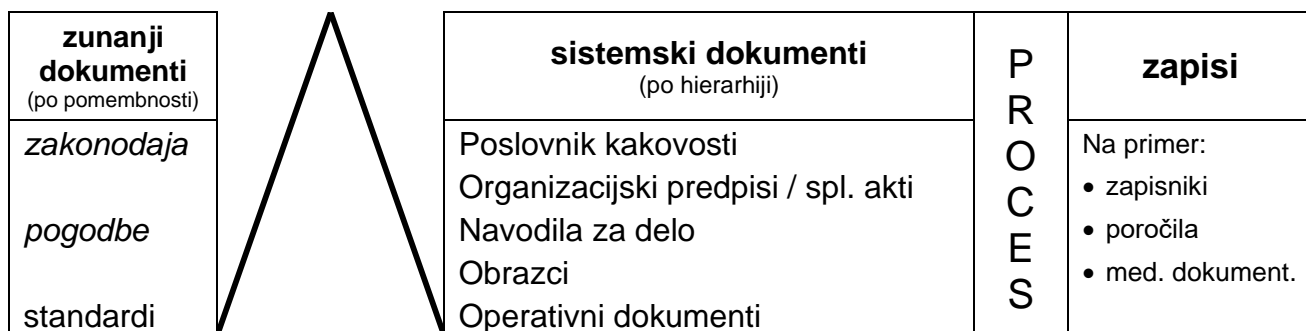 zunanji
dokumenti
(po pomembnosti)
zakonodaja
pogodbe
standardi
sistemski dokumenti
(po hierarhiji)
Poslovnik kakovosti
Organizacijski predpisi / spl. akti
Navodila za delo
Obrazci
Operativni dokumenti
P
R
O
C
E
S
zapisi
Na primer:
• zapisniki
• poročila
• med. dokument.